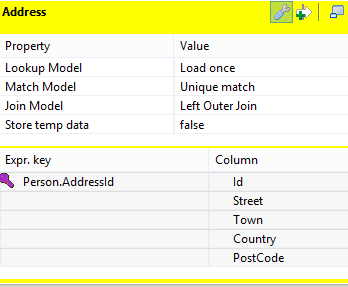 Address
Property Value
Lookup Model Load once
Match Model Unique match
Join Model Left Outer Join
Store temp data false
Expr. key Column
Person.AddressId Id
Street
Town
Country
PostCode